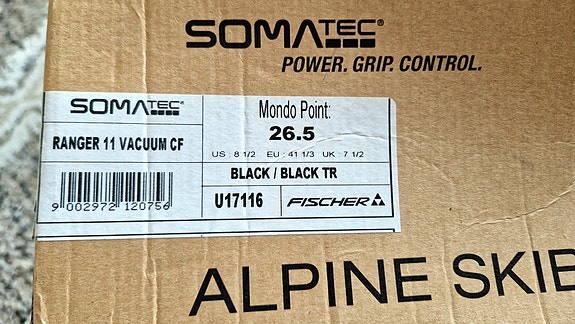 SOMATEC®
POWER. GRIP. CONTROL.
SOMATEC®
RANGER 11 VACUUM CF
9 002972 120756
Mondo Point:
26.5
US : 8 1/2 EU : 41 1/3 UK : 7 1/2
BLACK / BLACK TR
U17116
FISCHER
ALPINE SKIB